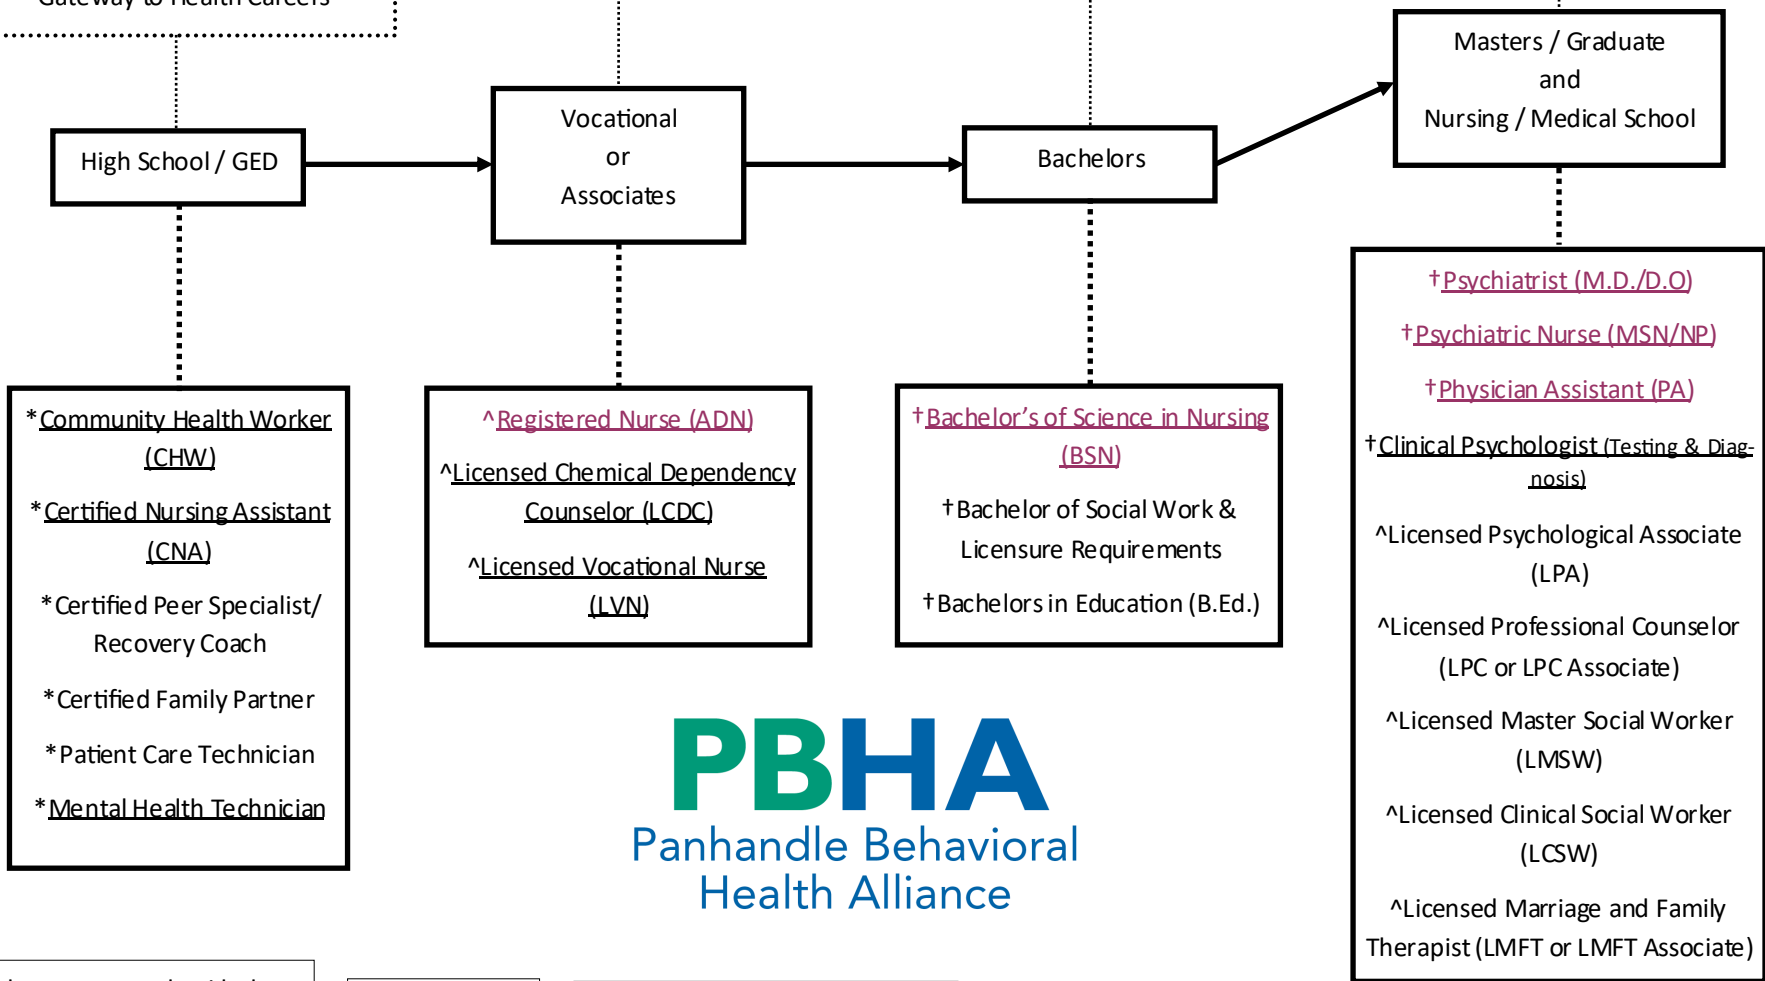 Gateway to Health Careers
High School / GED
Vocational
or
Associates
Bachelors
Masters / Graduate
and
Nursing / Medical School
*Community Health Worker
(CHW)
*Certified Nursing Assistant
(CNA)
*Certified Peer Specialist/
Recovery Coach
*Certified Family Partner
*Patient Care Technician
*Mental Health Technician
^Registered Nurse (ADN)
^Licensed Chemical Dependency
Counselor (LCDC)
^Licensed Vocational Nurse
(LVN)
†Bachelor’s of Science in Nursing
(BSN)
†Bachelor of Social Work &
Licensure Requirements
†Bachelors in Education (B.Ed.)
†Psychiatrist (M.D./D.O)
†Psychiatric Nurse (MSN/NP)
†Physician Assistant (PA)
†Clinical Psychologist (Testing & Diag-
nosis)
^Licensed Psychological Associate
(LPA)
^Licensed Professional Counselor
(LPC or LPC Associate)
^Licensed Master Social Worker
(LMSW)
^Licensed Clinical Social Worker
(LCSW)
^Licensed Marriage and Family
Therapist (LMFT or LMFT Associate)
PBHA
Panhandle Behavioral
Health Alliance